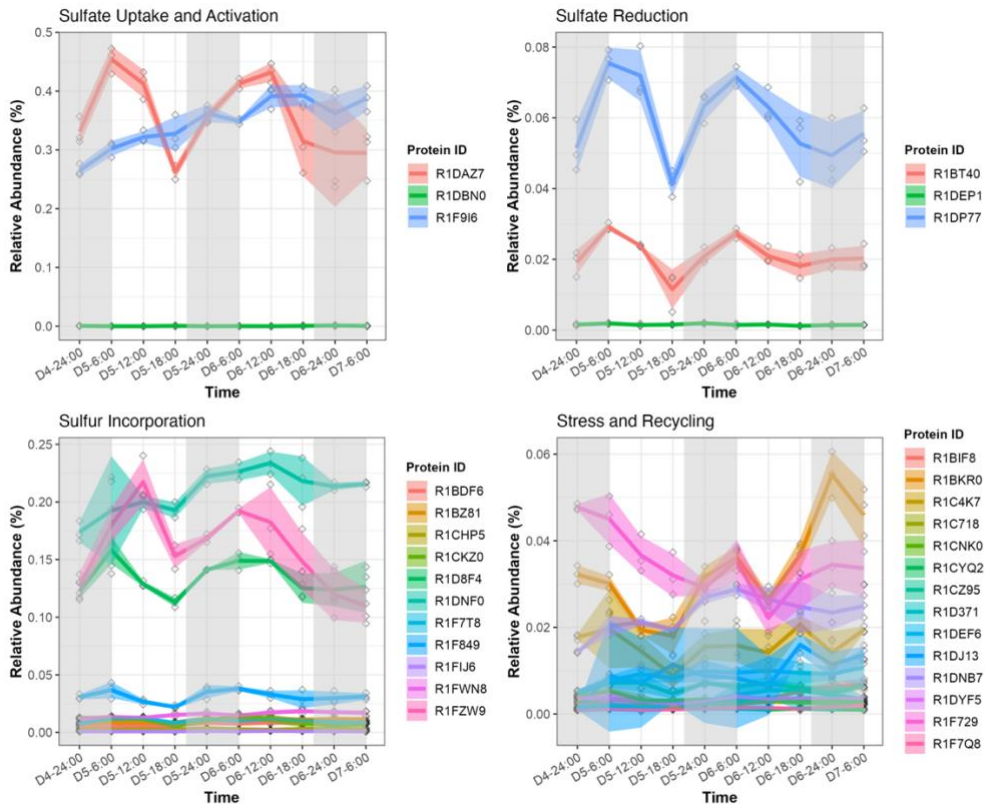 Sulfate Uptake and Activation
Relative Abundance (%)
0.5
0.4
0.3
0.2
0.1
0.0
D4-24:00
D5-6:00
D5-12:00
D5-18:00
D5-24:00
D6-6:00
D6-12:00
D6-18:00
D6-24:00
D7-6:00
Time
Protein ID
R1DAZ7
R1DBN0
R1F9I6
Sulfate Reduction
Relative Abundance (%)
0.08
0.06
0.04
0.02
0.00
D4-24:00
D5-6:00
D5-12:00
D5-18:00
D5-24:00
D6-6:00
D6-12:00
D6-18:00
D6-24:00
D7-6:00
Time
Protein ID
R1BT40
R1DEP1
R1DP77
Sulfur Incorporation
Relative Abundance (%)
0.25
0.20
0.15
0.10
0.05
0.00
D4-24:00
D5-6:00
D5-12:00
D5-18:00
D5-24:00
D6-6:00
D6-12:00
D6-18:00
D6-24:00
D7-6:00
Time
Protein ID
R1BDF6
R1BZ81
R1CHP5
R1CKZ0
R1D8F4
R1DNF0
R1F7T8
R1F849
R1FIJ6
R1FWN8
R1FZW9
Stress and Recycling
Relative Abundance (%)
0.06
0.04
0.02
0.00
D4-24:00
D5-6:00
D5-12:00
D5-18:00
D5-24:00
D6-6:00
D6-12:00
D6-18:00
D6-24:00
D7-6:00
Time
Protein ID
R1BIF8
R1BKR0
R1C4K7
R1C718
R1CNK0
R1CYQ2
R1CZ95
R1D371
R1DEF6
R1DJ13
R1DNB7
R1DYF5
R1F729
R1F7Q8